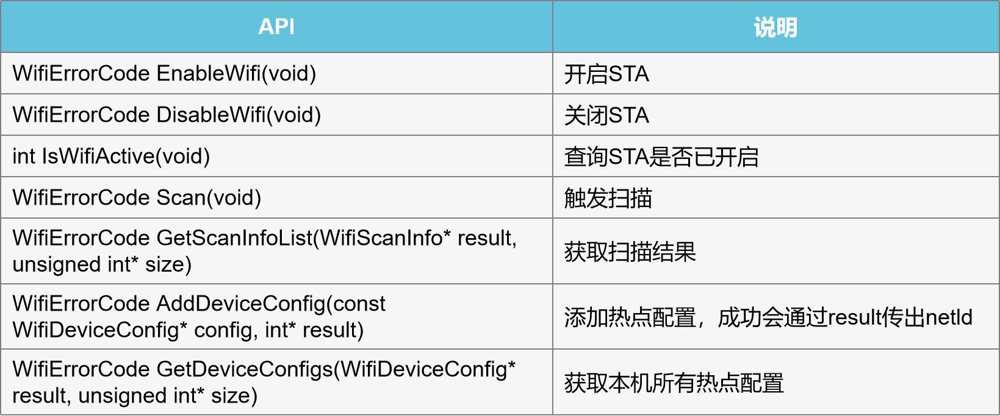 API
说明
WifiErrorCode EnableWifi(void)
开启STA
WifiErrorCode DisableWifi(void)
关闭STA
int IsWifiActive(void)
查询STA是否已开启
WifiErrorCode Scan(void)
触发扫描
WifiErrorCode GetScanInfoList(WifiScanInfo* result,
unsigned int* size)
获取扫描结果
WifiErrorCode AddDeviceConfig(const
WifiDeviceConfig* config, int* result)
添加热点配置，成功会通过result传出netId
WifiErrorCode GetDeviceConfigs(WifiDeviceConfig*
result, unsigned int* size)
获取本机所有热点配置